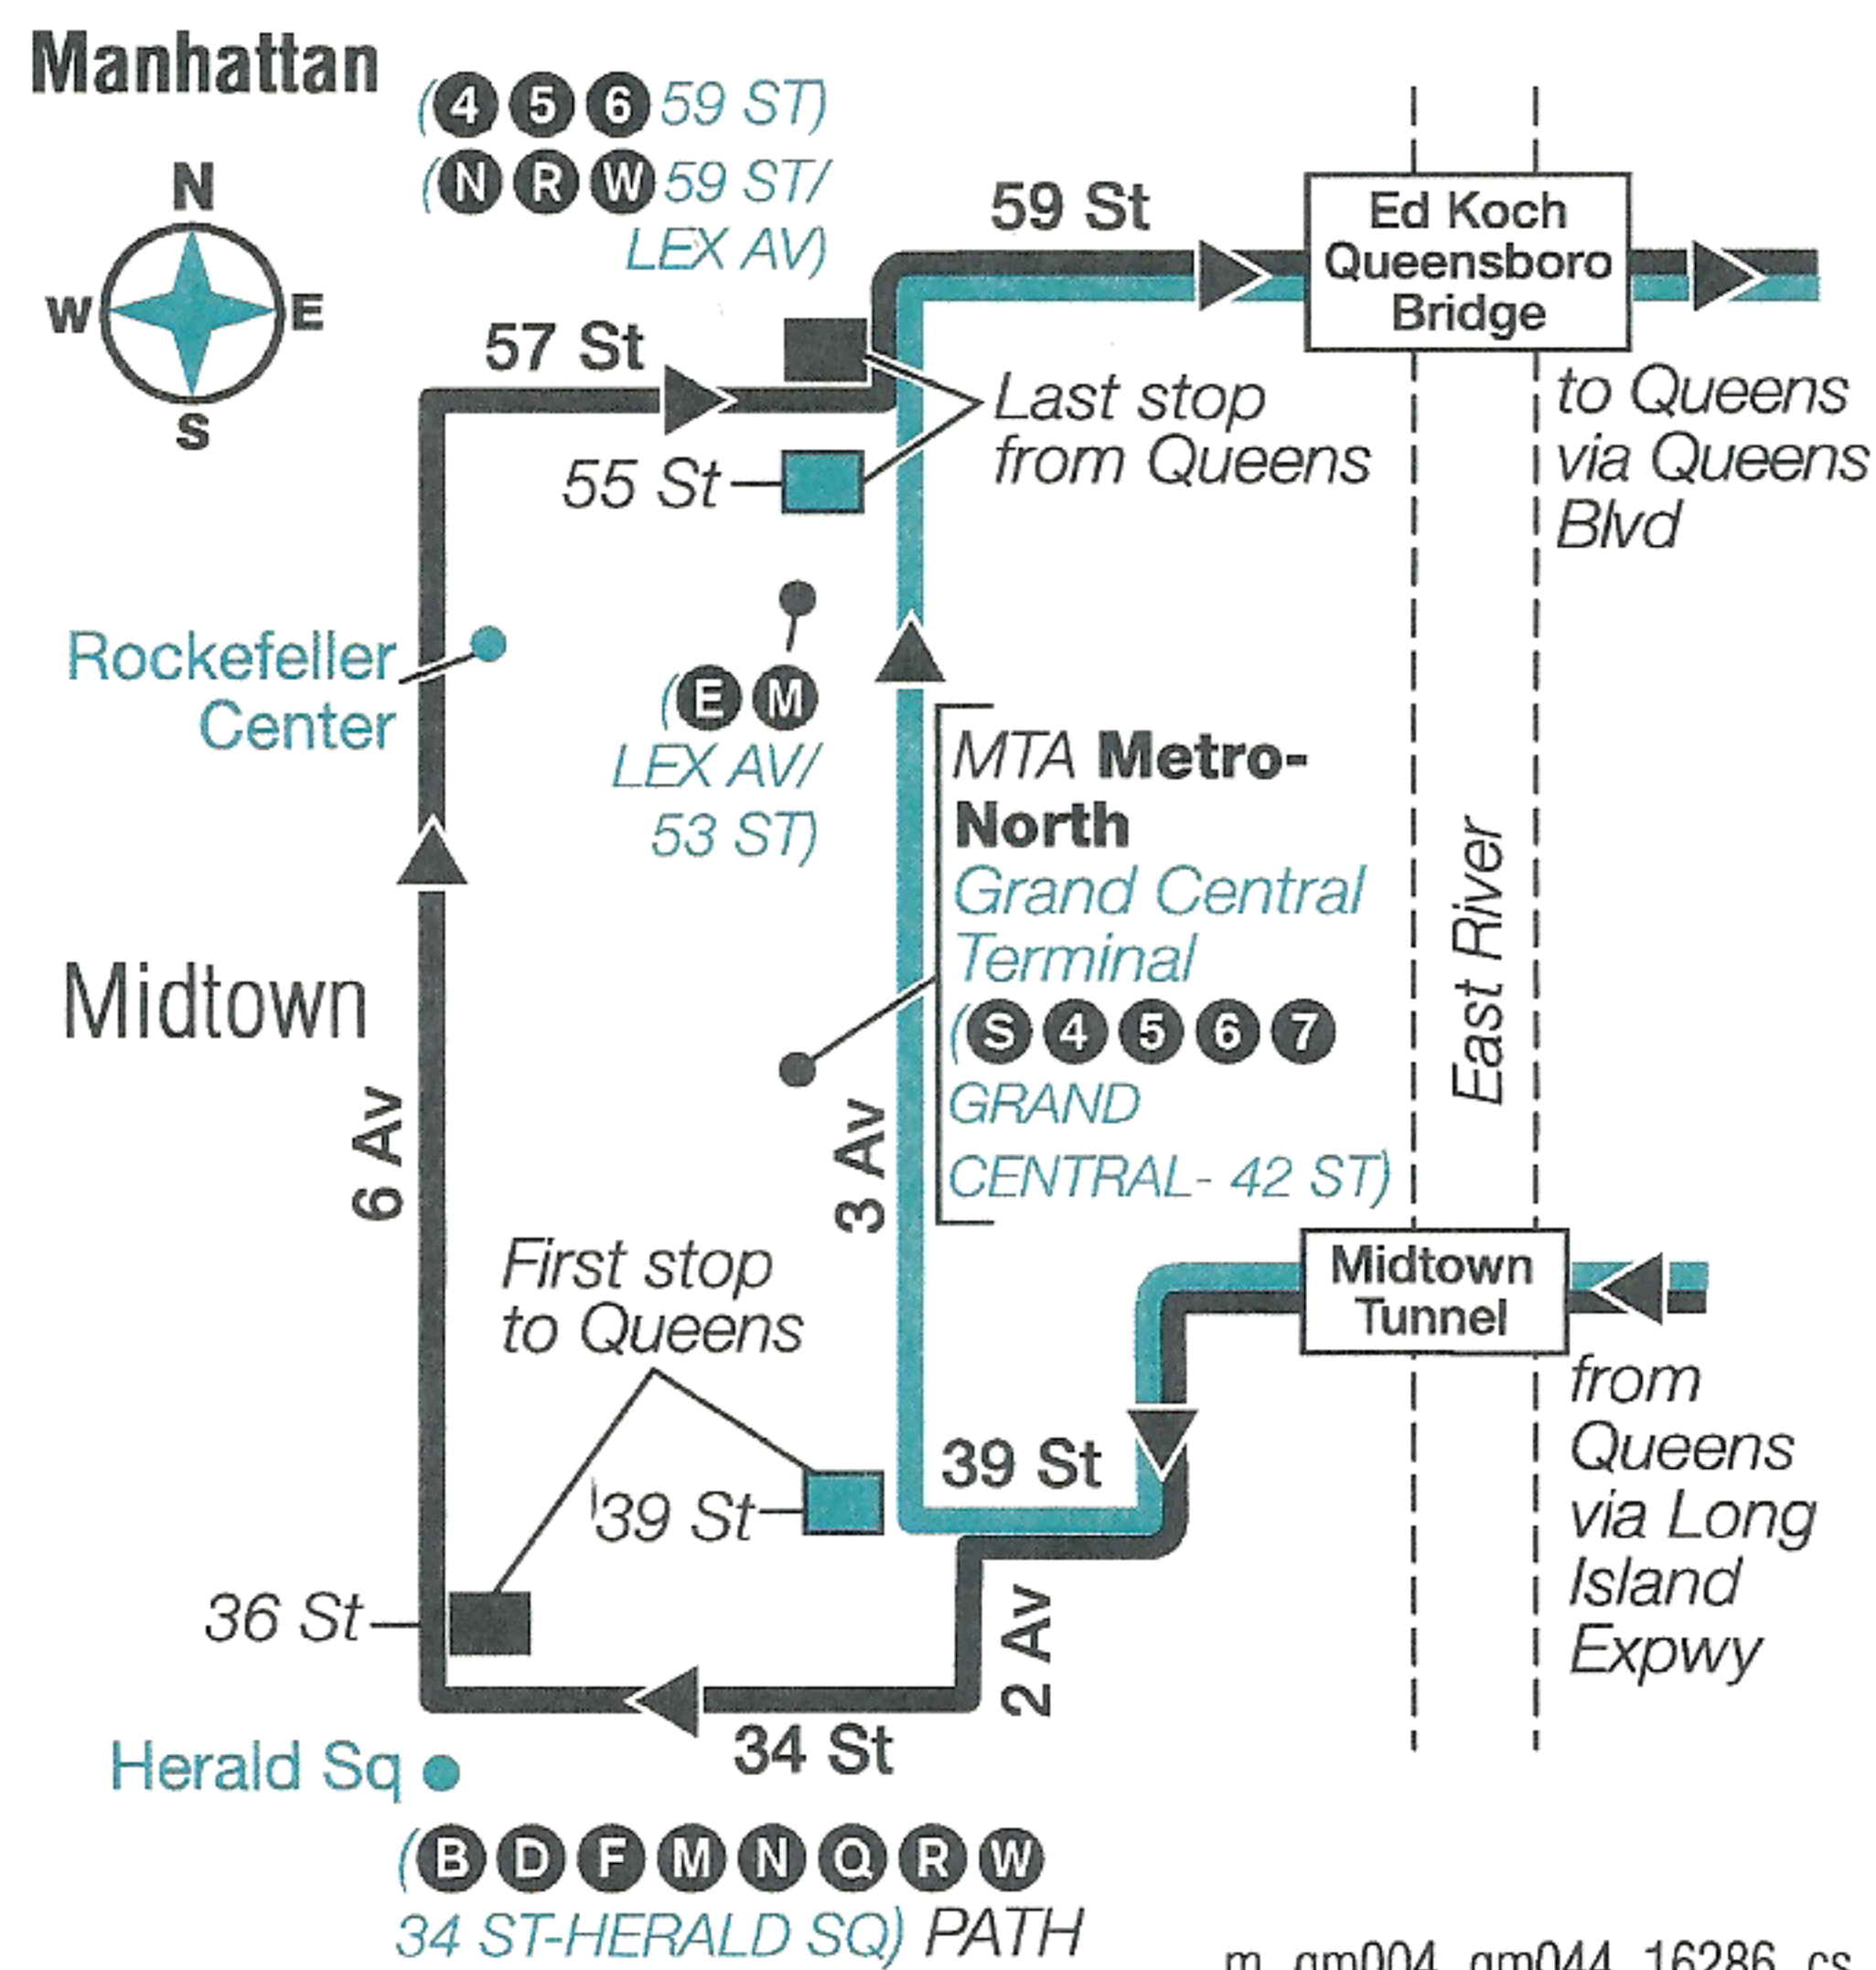 Manhattan
(4 5 6 59 ST)
(N R W 59 ST/
LEX AV)
N
W E
S
59 St
Ed Koch
Queensboro
Bridge
57 St
Last stop
from Queens
to Queens
via Queens
Blvd
55 St
Rockefeller
Center
(E M
LEX AV/
53 ST)
MTA Metro-
North
Grand Central
Terminal
(S 4 5 6 7
GRAND
CENTRAL- 42 ST)
East River
Midtown
6 Av
3 Av
First stop
to Queens
Midtown
Tunnel
from
Queens
via Long
Island
Expwy
39 St
39 St
36 St
2 Av
34 St
Herald Sq
(B D F M N Q R W
34 ST-HERALD SQ) PATH
m_qm004_qm044_16286_cs